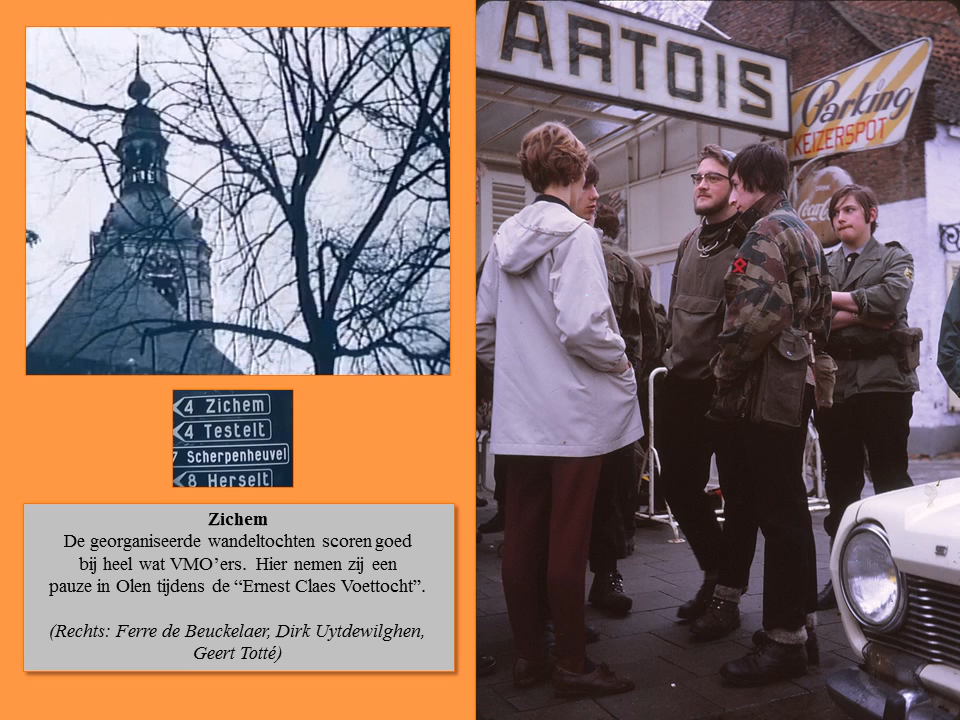 4 Zichem
4 Testelt
7 Scherpenheuvel
8 Herselt
Zichem
De georganiseerde wandeltochten scoren goed
bij heel wat VMO’ers. Hier nemen zij een
pauze in Olen tijdens de “Ernest Claes Voettocht”.
(Rechts: Ferre de Beuckelaer, Dirk Uytdewilghen,
Geert Totté)
ARTOIS
Parking
KEIZERSPOT
Coca-Cola